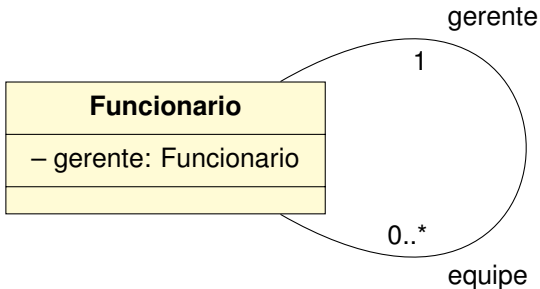 gerente
1
Funcionario
– gerente: Funcionario
0..*
equipe